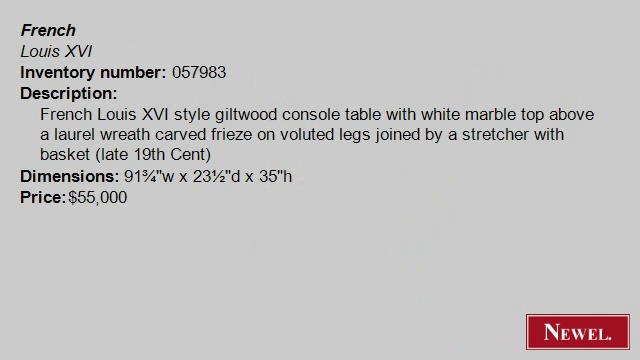 French
Louis XVI
Inventory number: 057983
Description:
French Louis XVI style giltwood console table with white marble top above
a laurel wreath carved frieze on voluted legs joined by a stretcher with
basket (late 19th Cent)
Dimensions: 91¾"w x 23½"d x 35"h
Price:$55,000
NEWEL.